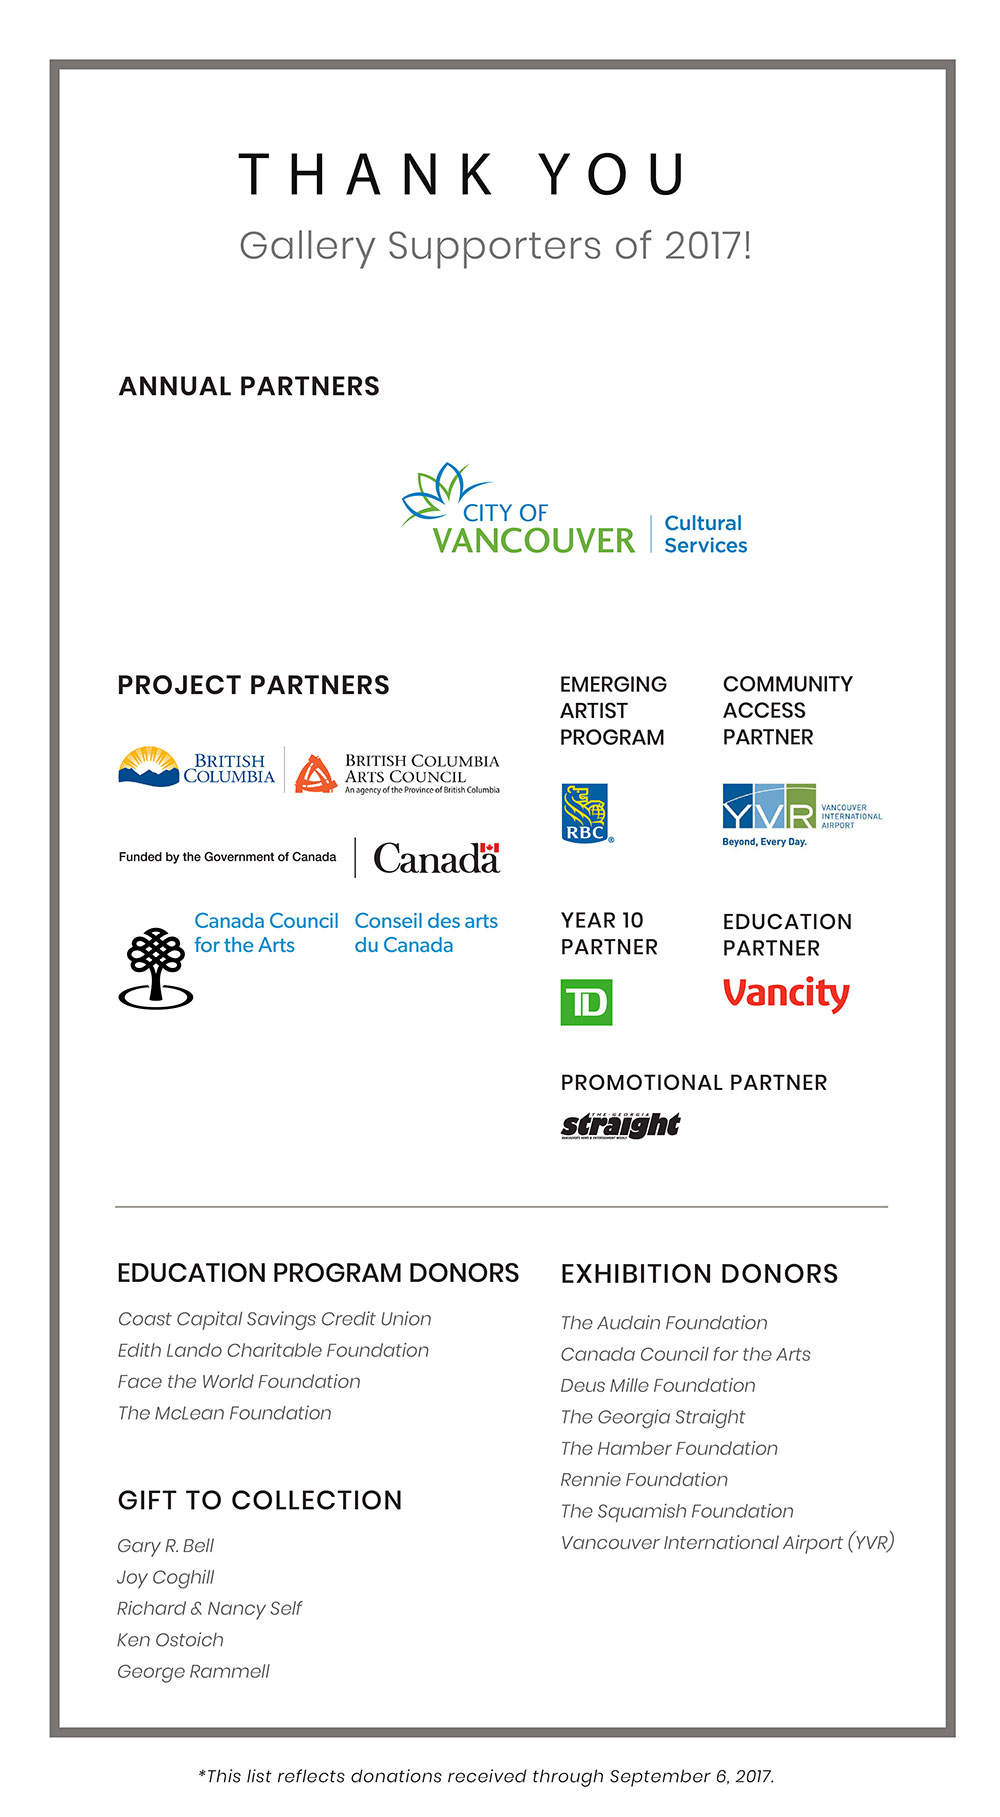 THANK YOU
Gallery Supporters of 2017!
ANNUAL PARTNERS
CITY OF
VANCOUVER
Cultural
Services
PROJECT PARTNERS
BRITISH
COLUMBIA
BRITISH COLUMBIA
ARTS COUNCIL
An agency of the Province of British Columbia
Funded by the Government of Canada
Canada
Canada Council
for the Arts
Conseil des arts
du Canada
EMERGING
ARTIST
PROGRAM
RBC
®
COMMUNITY
ACCESS
PARTNER
YVR
VANCOUVER
INTERNATIONAL
AIRPORT
Beyond, Every Day.
YEAR 10
PARTNER
TD
EDUCATION
PARTNER
Vancity
PROMOTIONAL PARTNER
THE GEORGIA
straight
VANCOUVER'S NEWS & ENTERTAINMENT WEEKLY
EDUCATION PROGRAM DONORS
Coast Capital Savings Credit Union
Edith Lando Charitable Foundation
Face the World Foundation
The McLean Foundation
GIFT TO COLLECTION
Gary R. Bell
Joy Coghill
Richard & Nancy Self
Ken Ostoich
George Rammell
EXHIBITION DONORS
The Audain Foundation
Canada Council for the Arts
Deus Mille Foundation
The Georgia Straight
The Hamber Foundation
Rennie Foundation
The Squamish Foundation
Vancouver International Airport (YVR)
*This list reflects donations received through September 6, 2017.